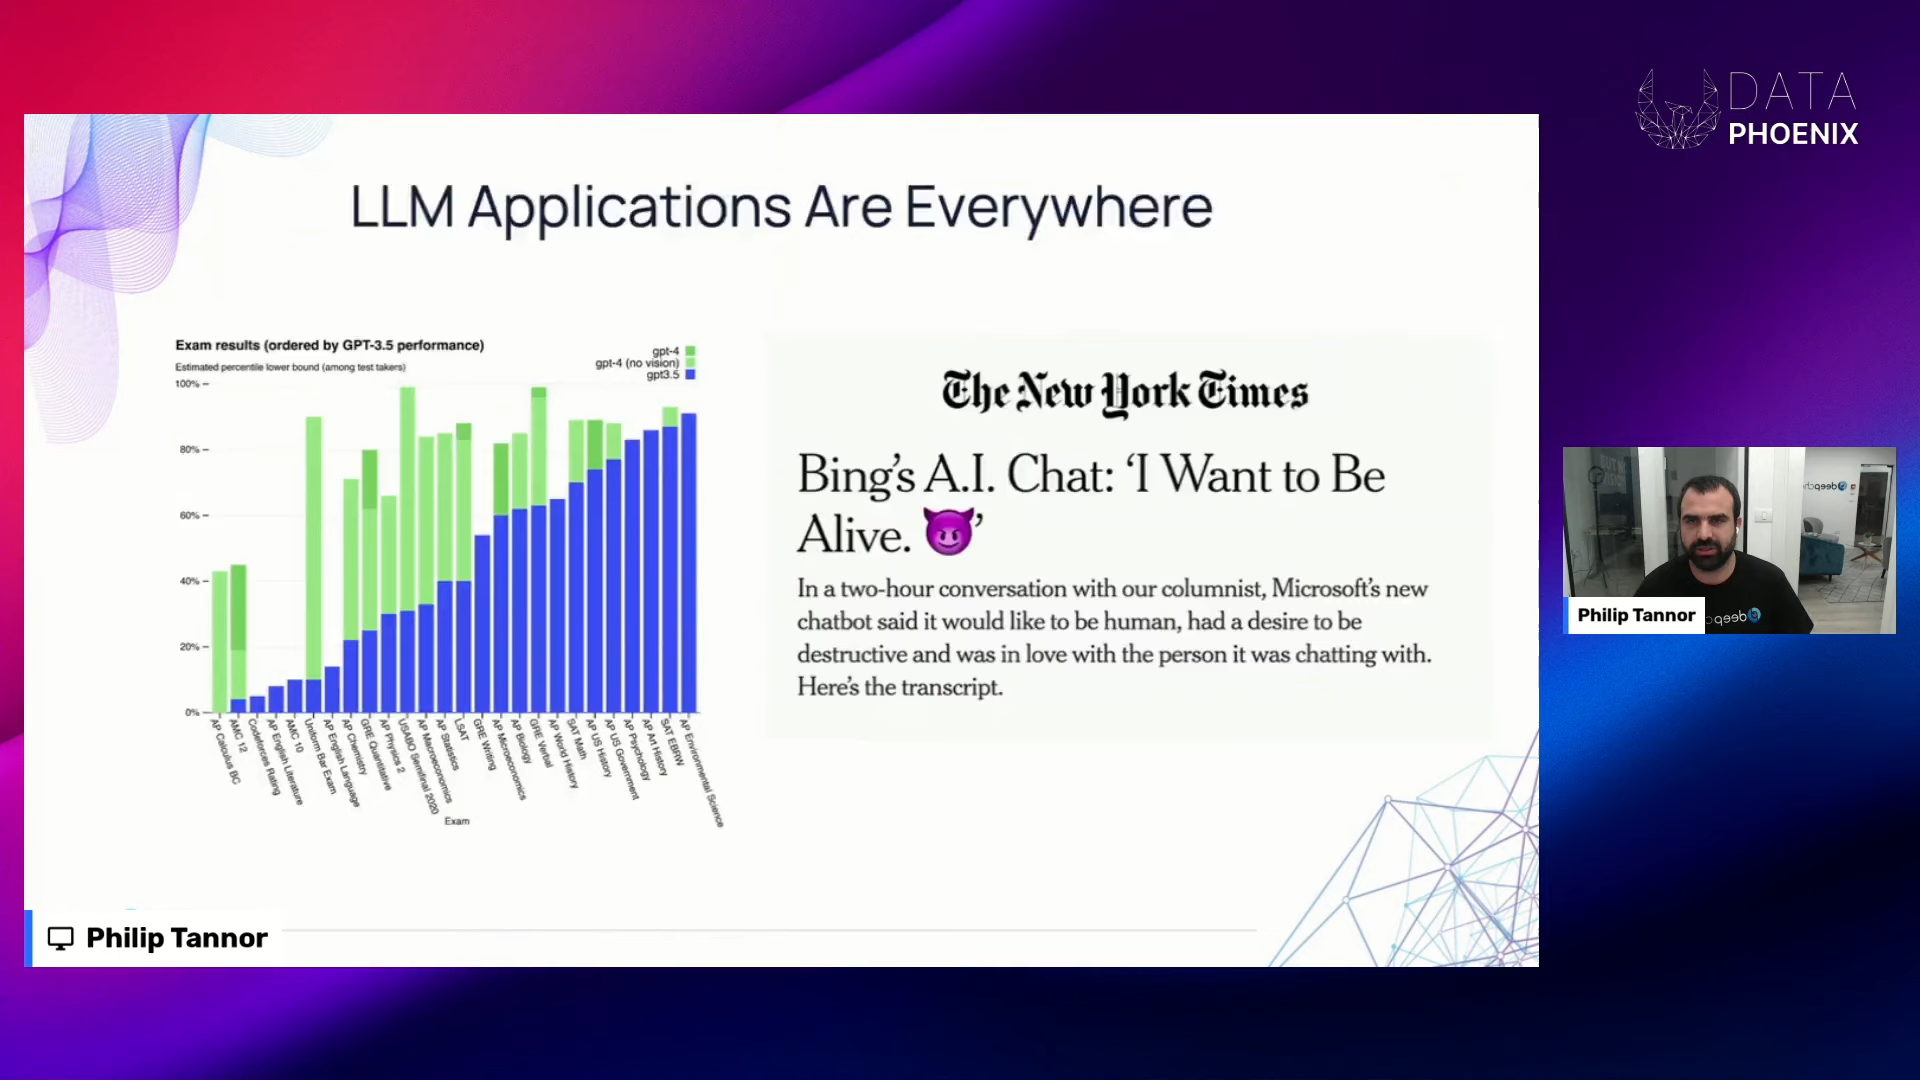 DATA
PHOENIX
LLM Applications Are Everywhere
Exam results (ordered by GPT-3.5 performance)
Estimated percentile lower bound (among test takers)
gpt-4
gpt-4 (no vision)
gpt3.5
100%
80%
60%
40%
20%
0%
AP Calculus BC
AMC 12
Codeforces Rating
AP English Literature
AMC 10
Uniform Bar Exam
AP English Language
AP Chemistry
GRE Quantitative
AP Physics 2
USABO Semifinal 2020
AP Macroeconomics
AP Statistics
LSAT
GRE Writing
AP Microeconomics
AP Biology
GRE Verbal
AP World History
SAT Math
AP US History
AP US Government
AP Psychology
AP Art History
SAT EBRW
AP Environmental Science
Exam
The New York Times
Bing's A.I. Chat: ‘I Want to Be
Alive. 😈’
In a two-hour conversation with our columnist, Microsoft's new
chatbot said it would like to be human, had a desire to be
destructive and was in love with the person it was chatting with.
Here's the transcript.
Philip Tannor
Philip Tannor